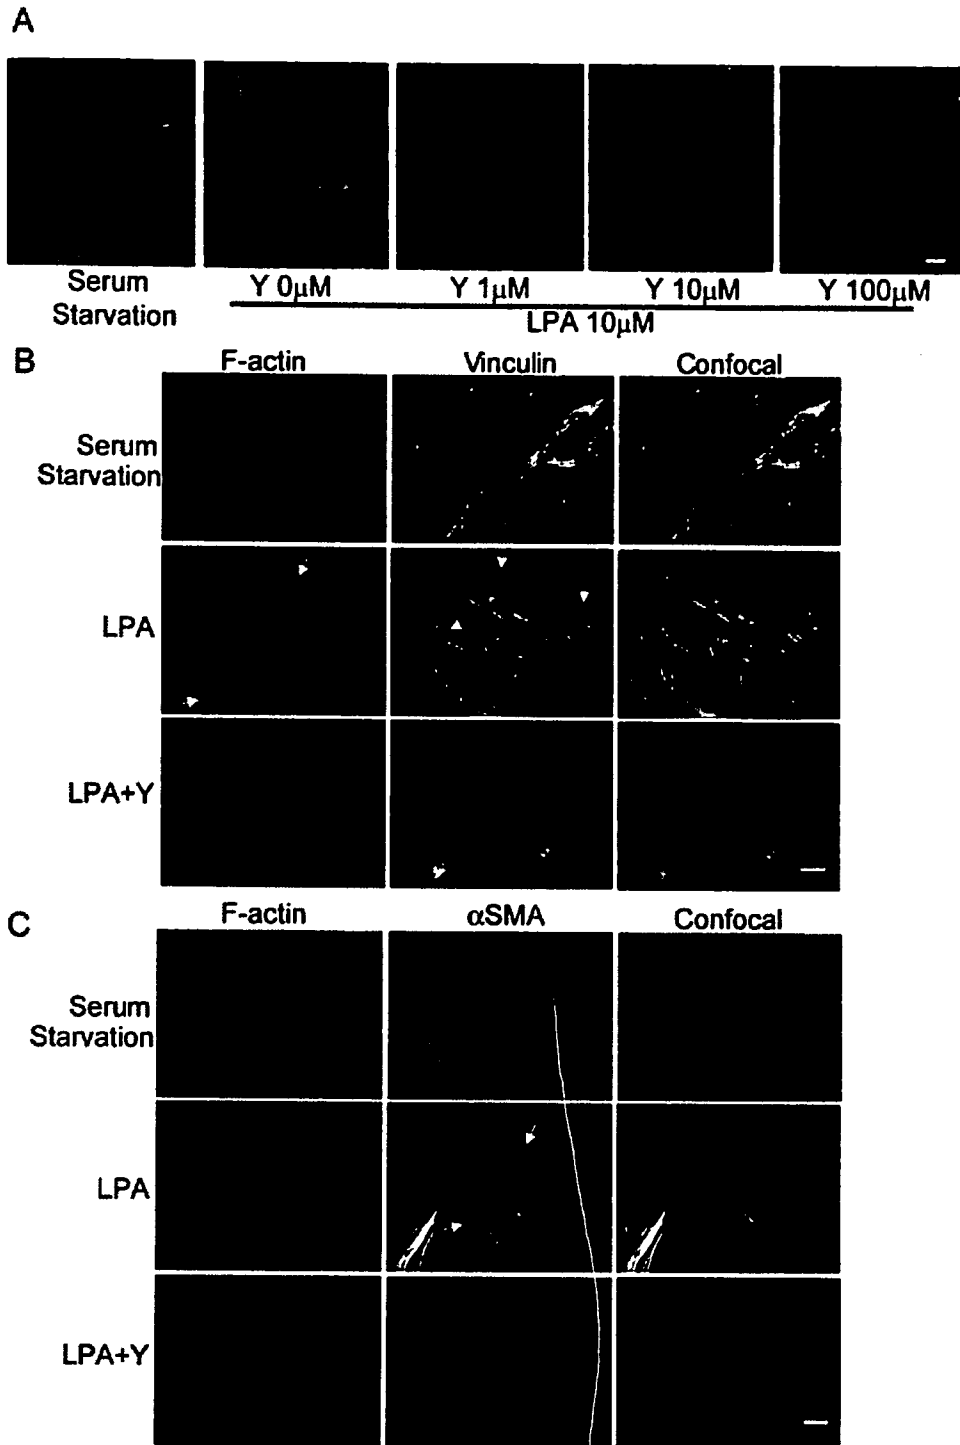 A
Serum Starvation
Y 0μM Y 1μM Y 10μM Y 100μM
LPA 10μM
B
F-actin Vinculin Confocal
Serum Starvation
LPA
LPA+Y
C
F-actin αSMA Confocal
Serum Starvation
LPA
LPA+Y